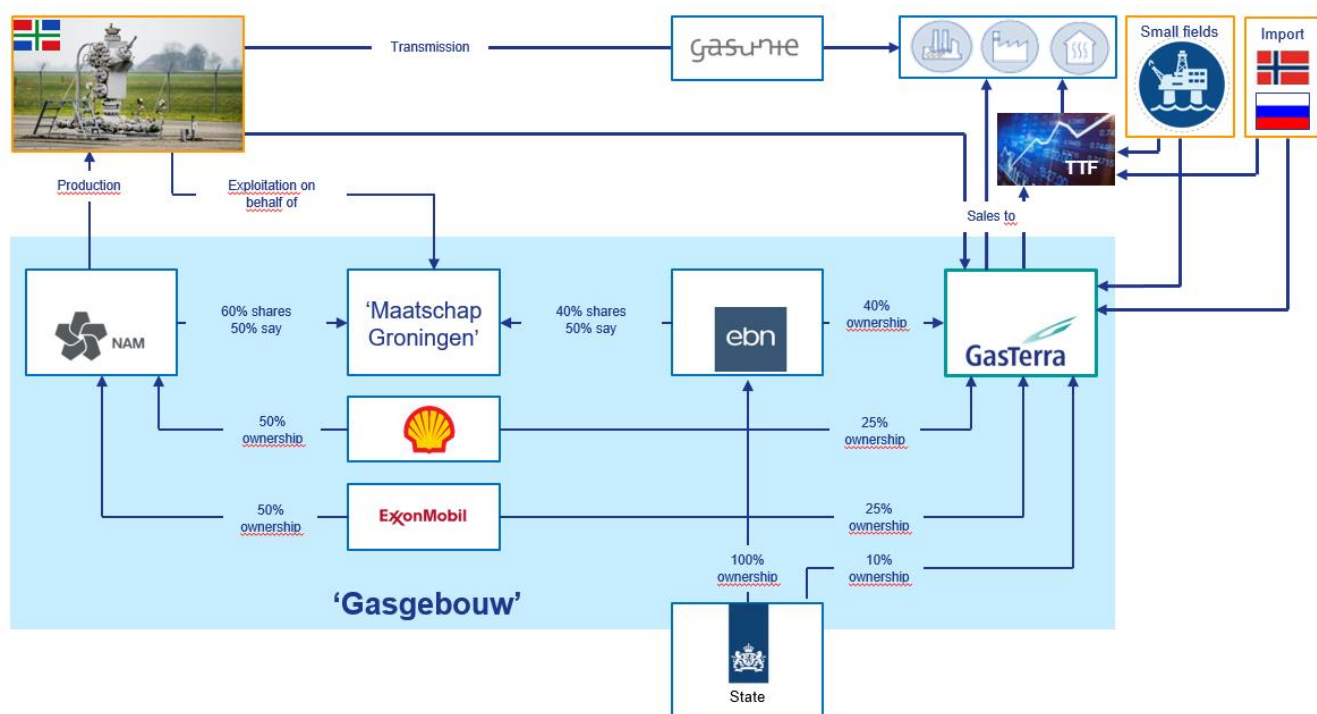 Transmission
gasunie
Small fields
Import
TTF
Production
Exploitation on
behalf of
Sales to
NAM
60% shares
50% say
‘Maatschap
Groningen’
40% shares
50% say
ebn
40%
ownership
GasTerra
50%
ownership
25%
ownership
50%
ownership
ExxonMobil
25%
ownership
100%
ownership
10%
ownership
‘Gasgebouw’
State